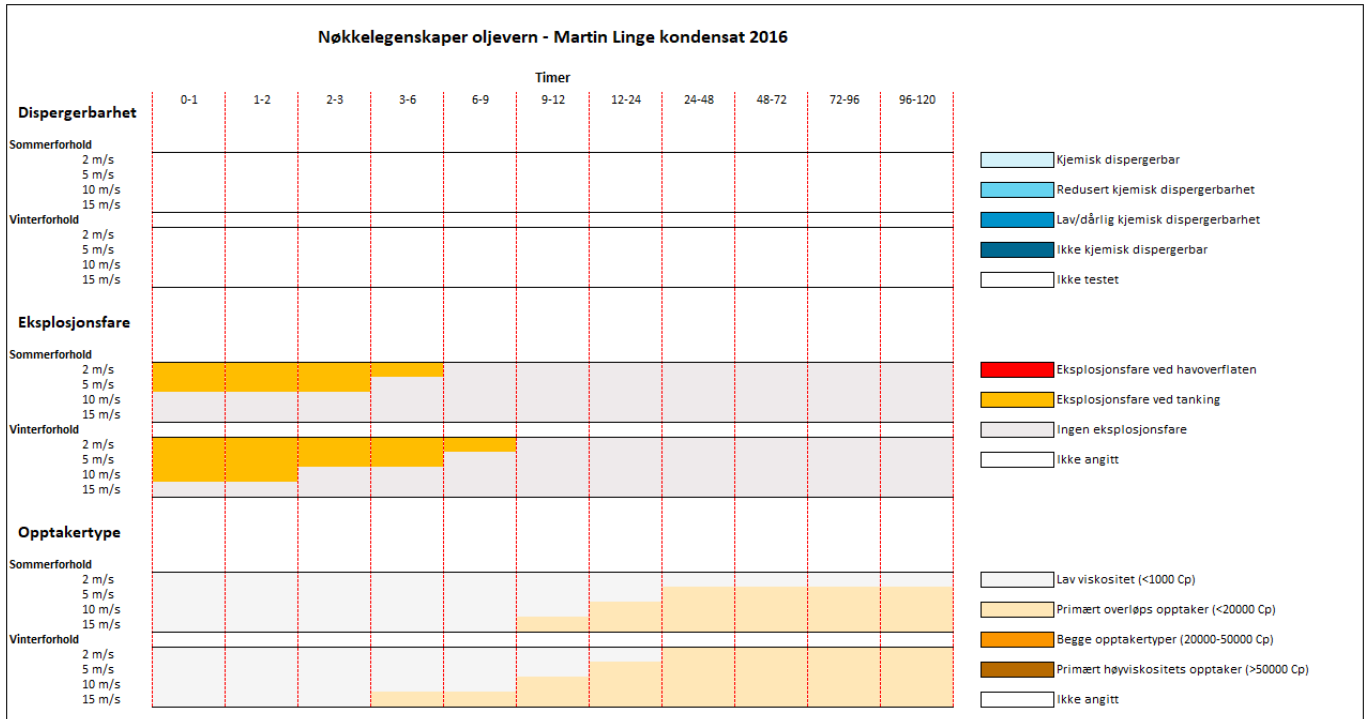 Nøkkelegenskaper oljevern - Martin Linge kondensat 2016
Timer
0-1 1-2 2-3 3-6 6-9 9-12 12-24 24-48 48-72 72-96 96-120
Dispergerbarhet
Sommerforhold
2 m/s
5 m/s
10 m/s
15 m/s
Vinterforhold
2 m/s
5 m/s
10 m/s
15 m/s
Kjemisk dispergerbar
Redusert kjemisk dispergerbarhet
Lav/dårlig kjemisk dispergerbarhet
Ikke kjemisk dispergerbar
Ikke testet
Eksplosjonsfare
Sommerforhold
2 m/s
5 m/s
10 m/s
15 m/s
Vinterforhold
2 m/s
5 m/s
10 m/s
15 m/s
Eksplosjonsfare ved havoverflaten
Eksplosjonsfare ved tanking
Ingen eksplosjonsfare
Ikke angitt
Opptakertype
Sommerforhold
2 m/s
5 m/s
10 m/s
15 m/s
Vinterforhold
2 m/s
5 m/s
10 m/s
15 m/s
Lav viskositet (<1000 Cp)
Primært overløps opptaker (<20000 Cp)
Begge opptakertyper (20000-50000 Cp)
Primært høyviskositets opptaker (>50000 Cp)
Ikke angitt